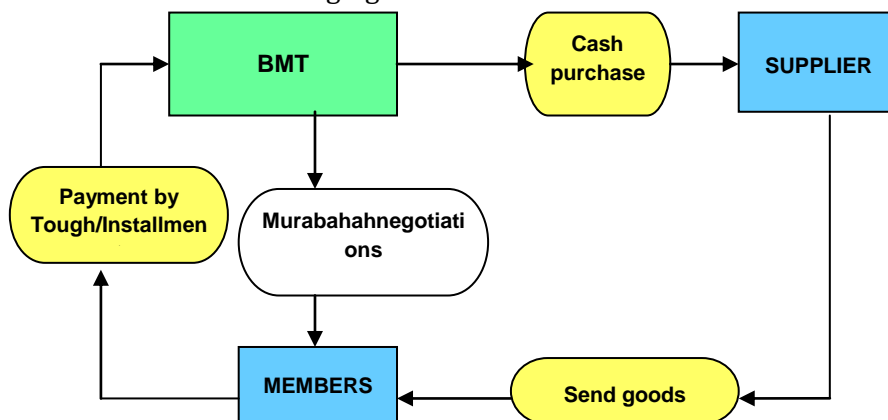 BMT
Cash
purchase
SUPPLIER
Payment by
Tough/Installmen
Murabahahnegotiati
ons
MEMBERS
Send goods